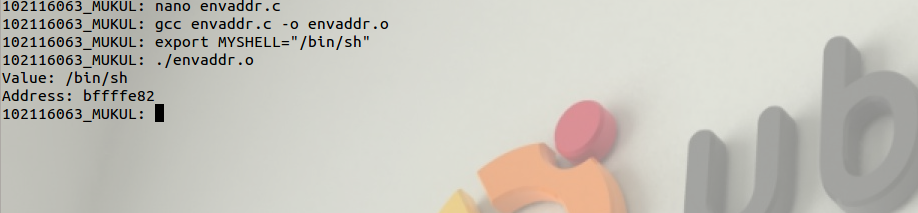 102116063_MUKUL: nano envaddr.c
102116063_MUKUL: gcc envaddr.c -o envaddr.o
102116063_MUKUL: export MYSHELL="/bin/sh"
102116063_MUKUL: ./envaddr.o
Value: /bin/sh
Address: bffffe82
102116063_MUKUL:
ub